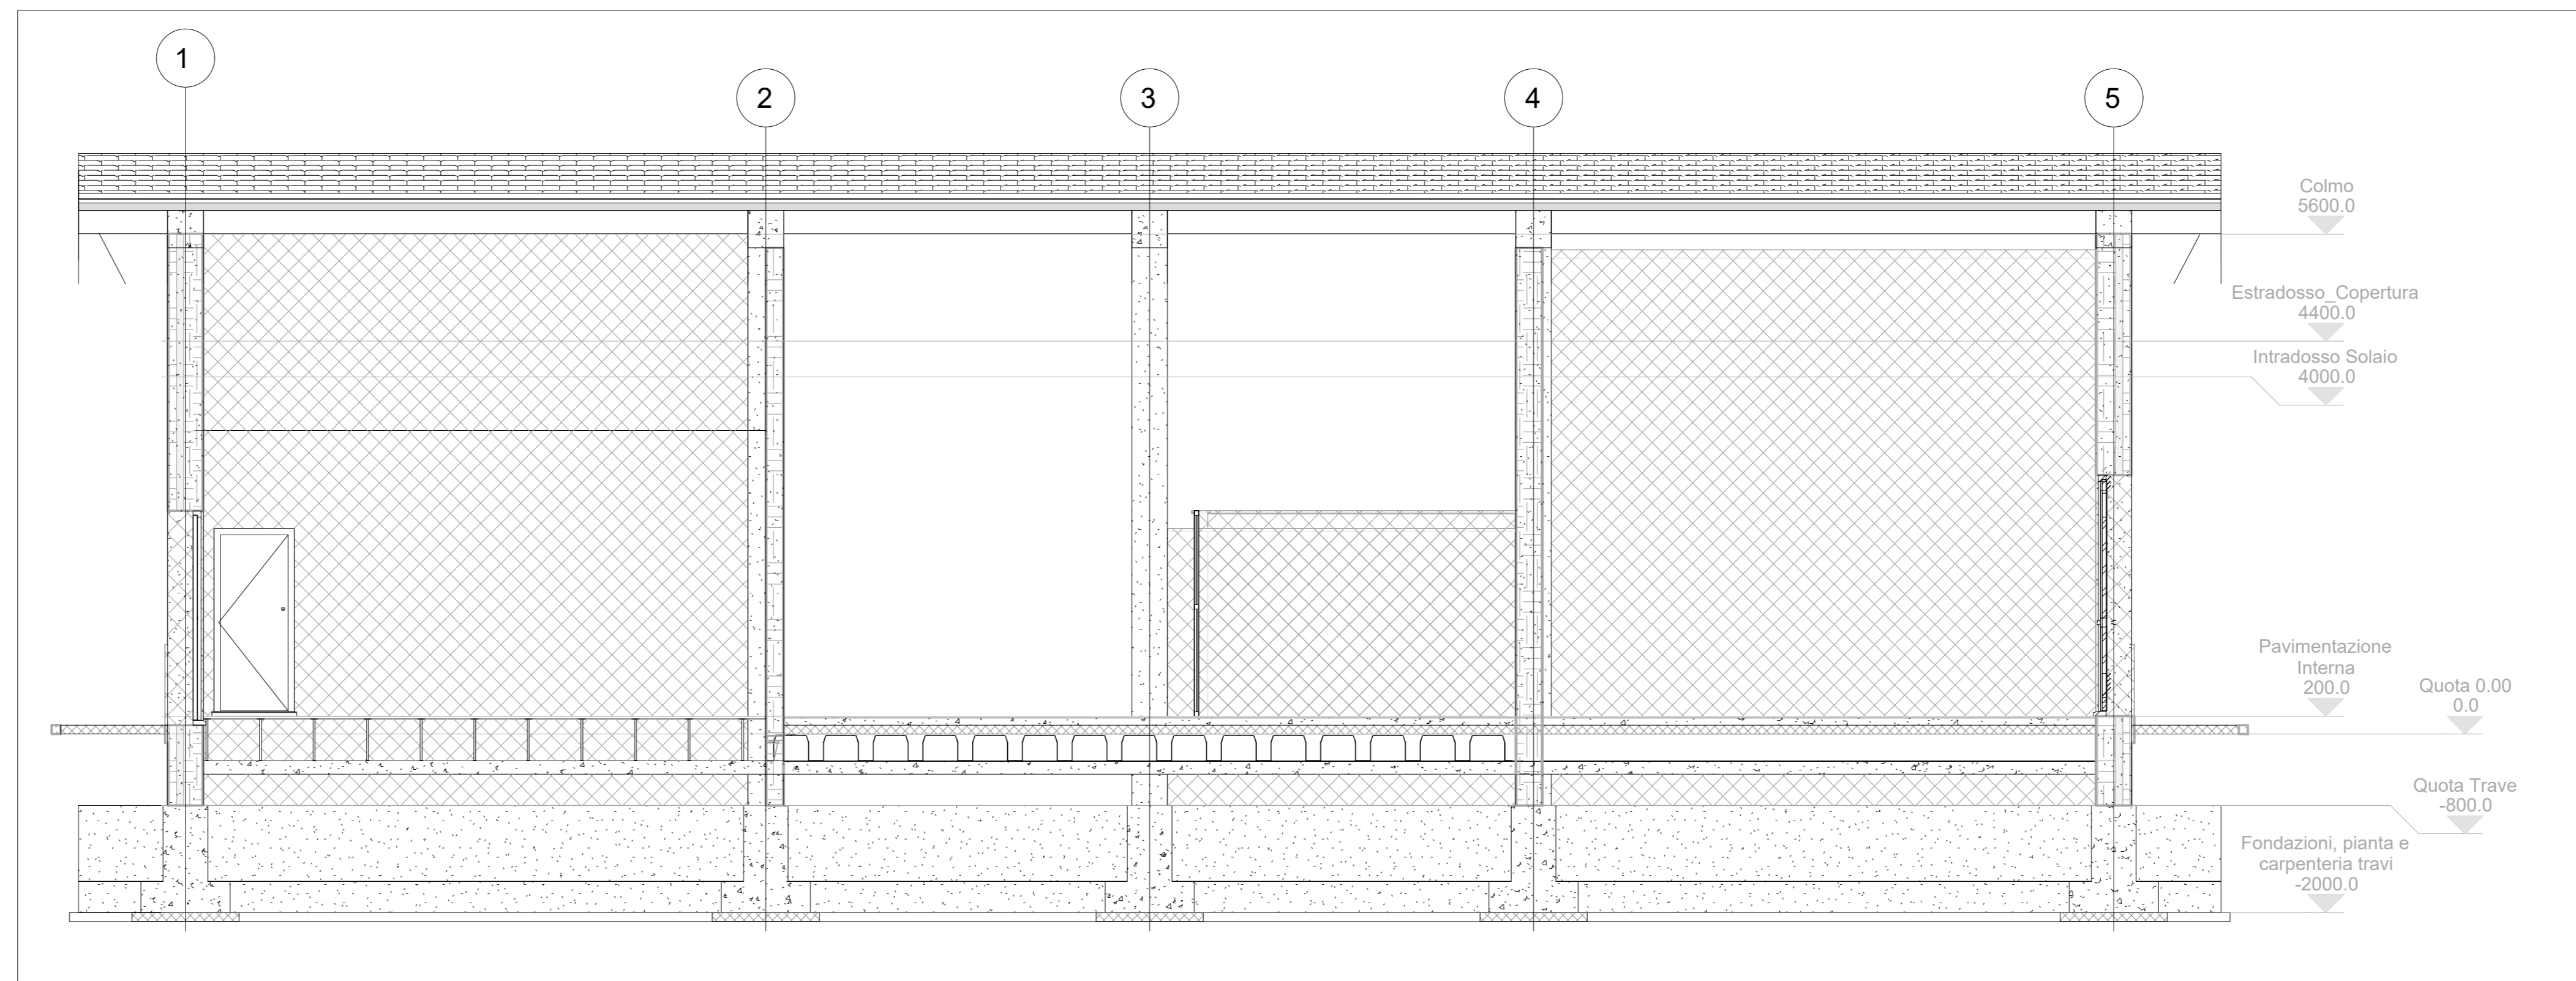 1
2
3
4
5
Colmo
5600.0
Estradosso_Copertura
4400.0
Intradosso Solaio
4000.0
Pavimentazione
Interna
200.0
Quota 0.00
0.0
Quota Trave
-800.0
Fondazioni, pianta e
carpenteria travi
-2000.0